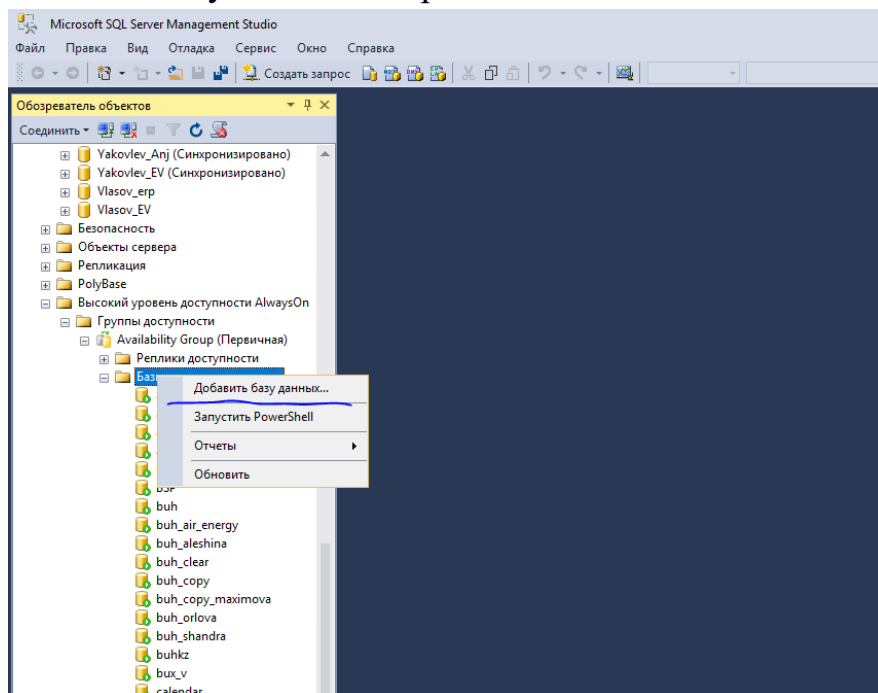 Microsoft SQL Server Management Studio
Файл Правка Вид Отладка Сервис Окно Справка
Создать запрос
Обозреватель объектов
Соединить
Yakovlev_Anj (Синхронизировано)
Yakovlev_EV (Синхронизировано)
Vlasov_erp
Vlasov_EV
Безопасность
Объекты сервера
Репликация
PolyBase
Высокий уровень доступности AlwaysOn
Группы доступности
Availability Group (Первичная)
Реплики доступности
Добавить базу данных...
Запустить PowerShell
Отчеты
Обновить
buh
buh_air_energy
buh_aleshina
buh_clear
buh_copy
buh_copy_maximova
buh_orlova
buh_shandra
buhkz
bux_v
calendar